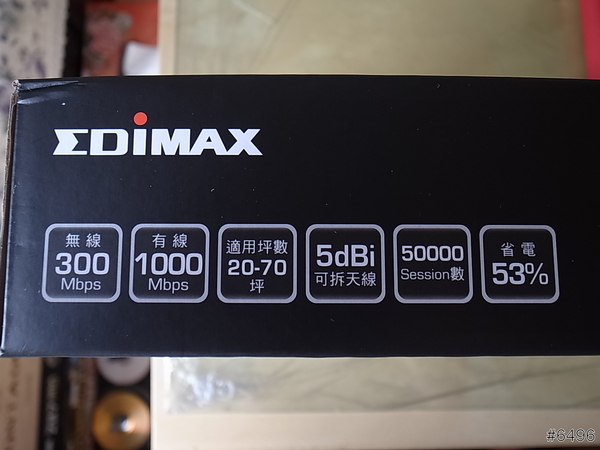 EDIMAX
無線
300
Mbps
有線
1000
Mbps
適用坪數
20-70
坪
5dBi
可拆天線
50000
Session數
省電
53%
#6496